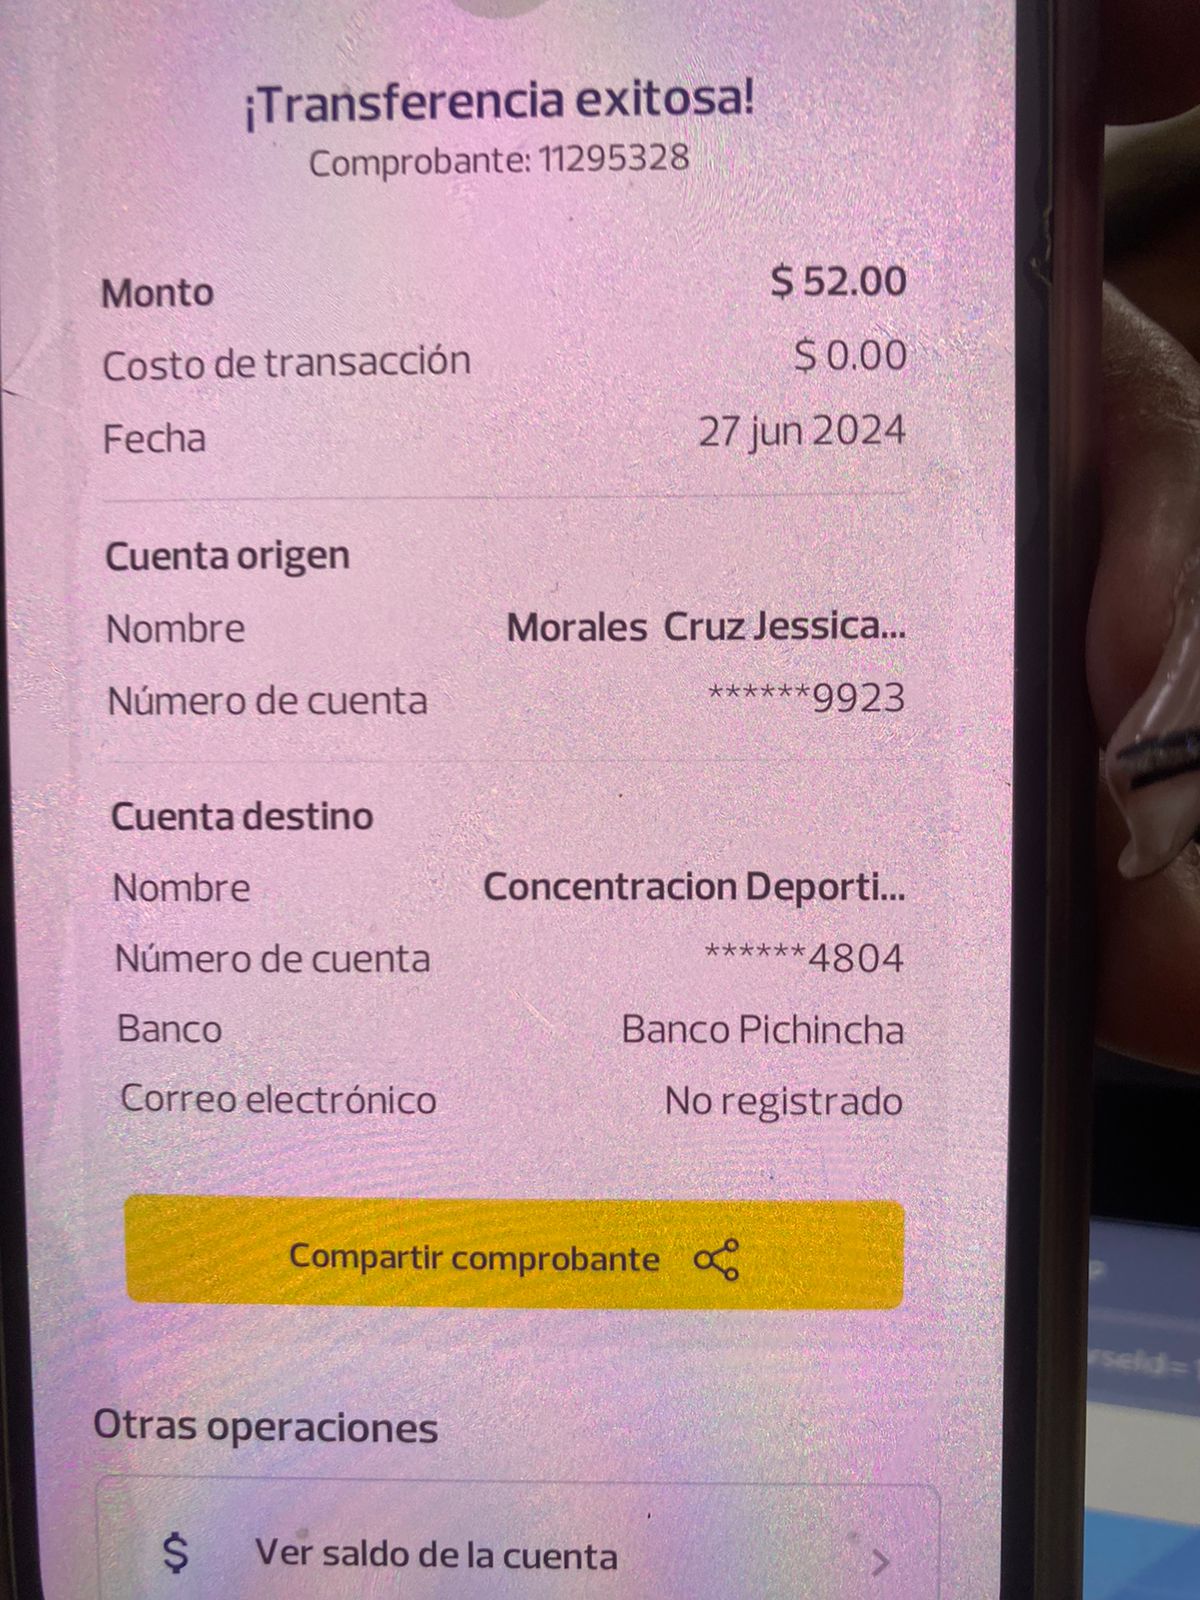 ¡Transferencia exitosa!
Comprobante: 11295328
Monto $ 52.00
Costo de transacción $ 0.00
Fecha 27 jun 2024
Cuenta origen
Nombre Morales Cruz Jessica...
Número de cuenta ******9923
Cuenta destino
Nombre Concentracion Deporti...
Número de cuenta ******4804
Banco Banco Pichincha
Correo electrónico No registrado
Compartir comprobante
Otras operaciones
$ Ver saldo de la cuenta >